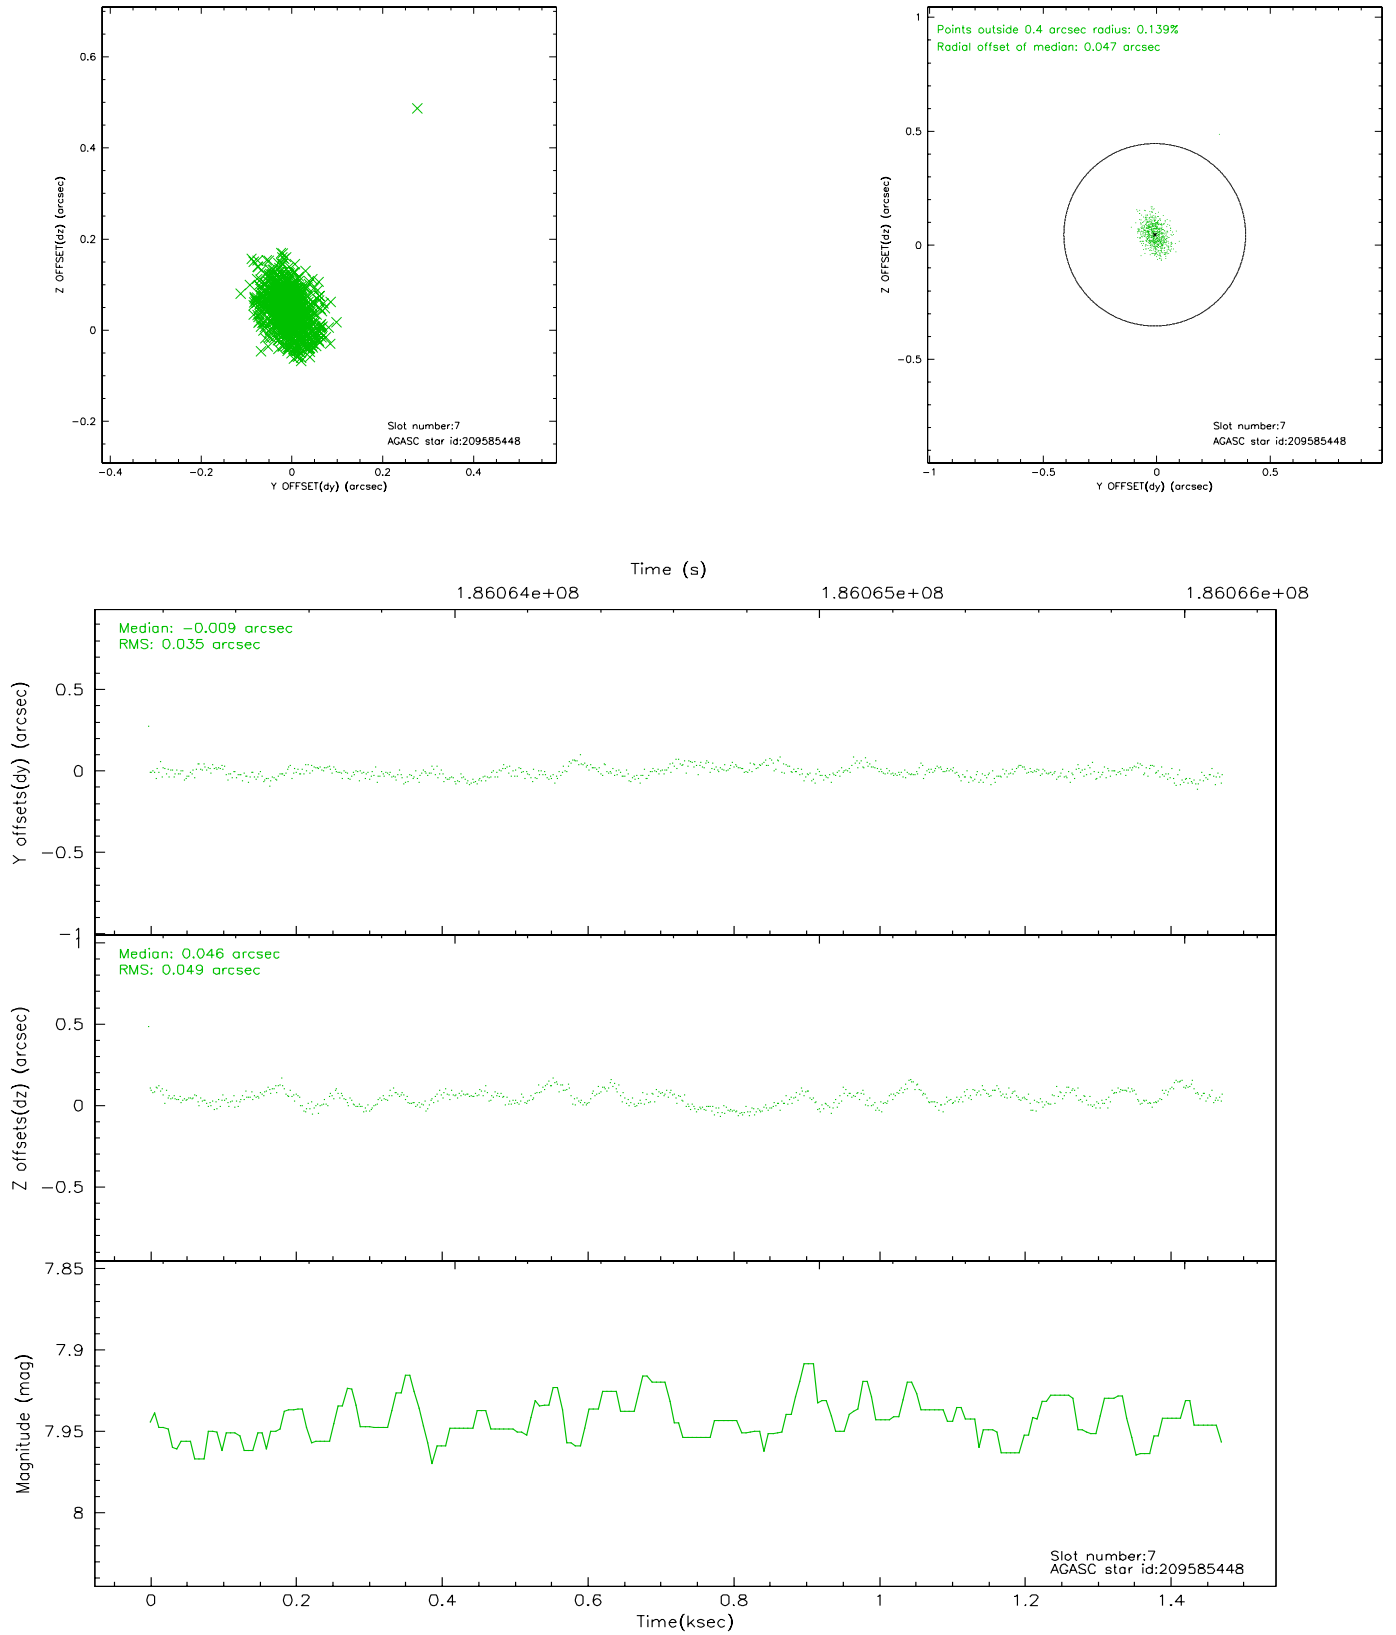 0.6
0.4
0.2
0
−0.2
Z OFFSET(dz) (arcsec)
Slot number:7
AGASC star id:209585448
−0.4
−0.2
0
0.2
0.4
Y OFFSET(dy) (arcsec)
Points outside 0.4 arcsec radius: 0.139%
Radial offset of median: 0.047 arcsec
1
0.5
0
−0.5
Z OFFSET(dz) (arcsec)
Slot number:7
AGASC star id:209585448
−1
−0.5
0
0.5
Y OFFSET(dy) (arcsec)
Time (s)
1.86064e+08
1.86065e+08
1.86066e+08
Median: −0.009 arcsec
RMS: 0.035 arcsec
0.5
0
−0.5
−1
Y offsets(dy) (arcsec)
Median: 0.046 arcsec
RMS: 0.049 arcsec
1
0.5
0
−0.5
Z offsets(dz) (arcsec)
7.85
7.9
7.95
8
Magnitude (mag)
Slot number:7
AGASC star id:209585448
0
0.2
0.4
0.6
0.8
1
1.2
1.4
Time(ksec)